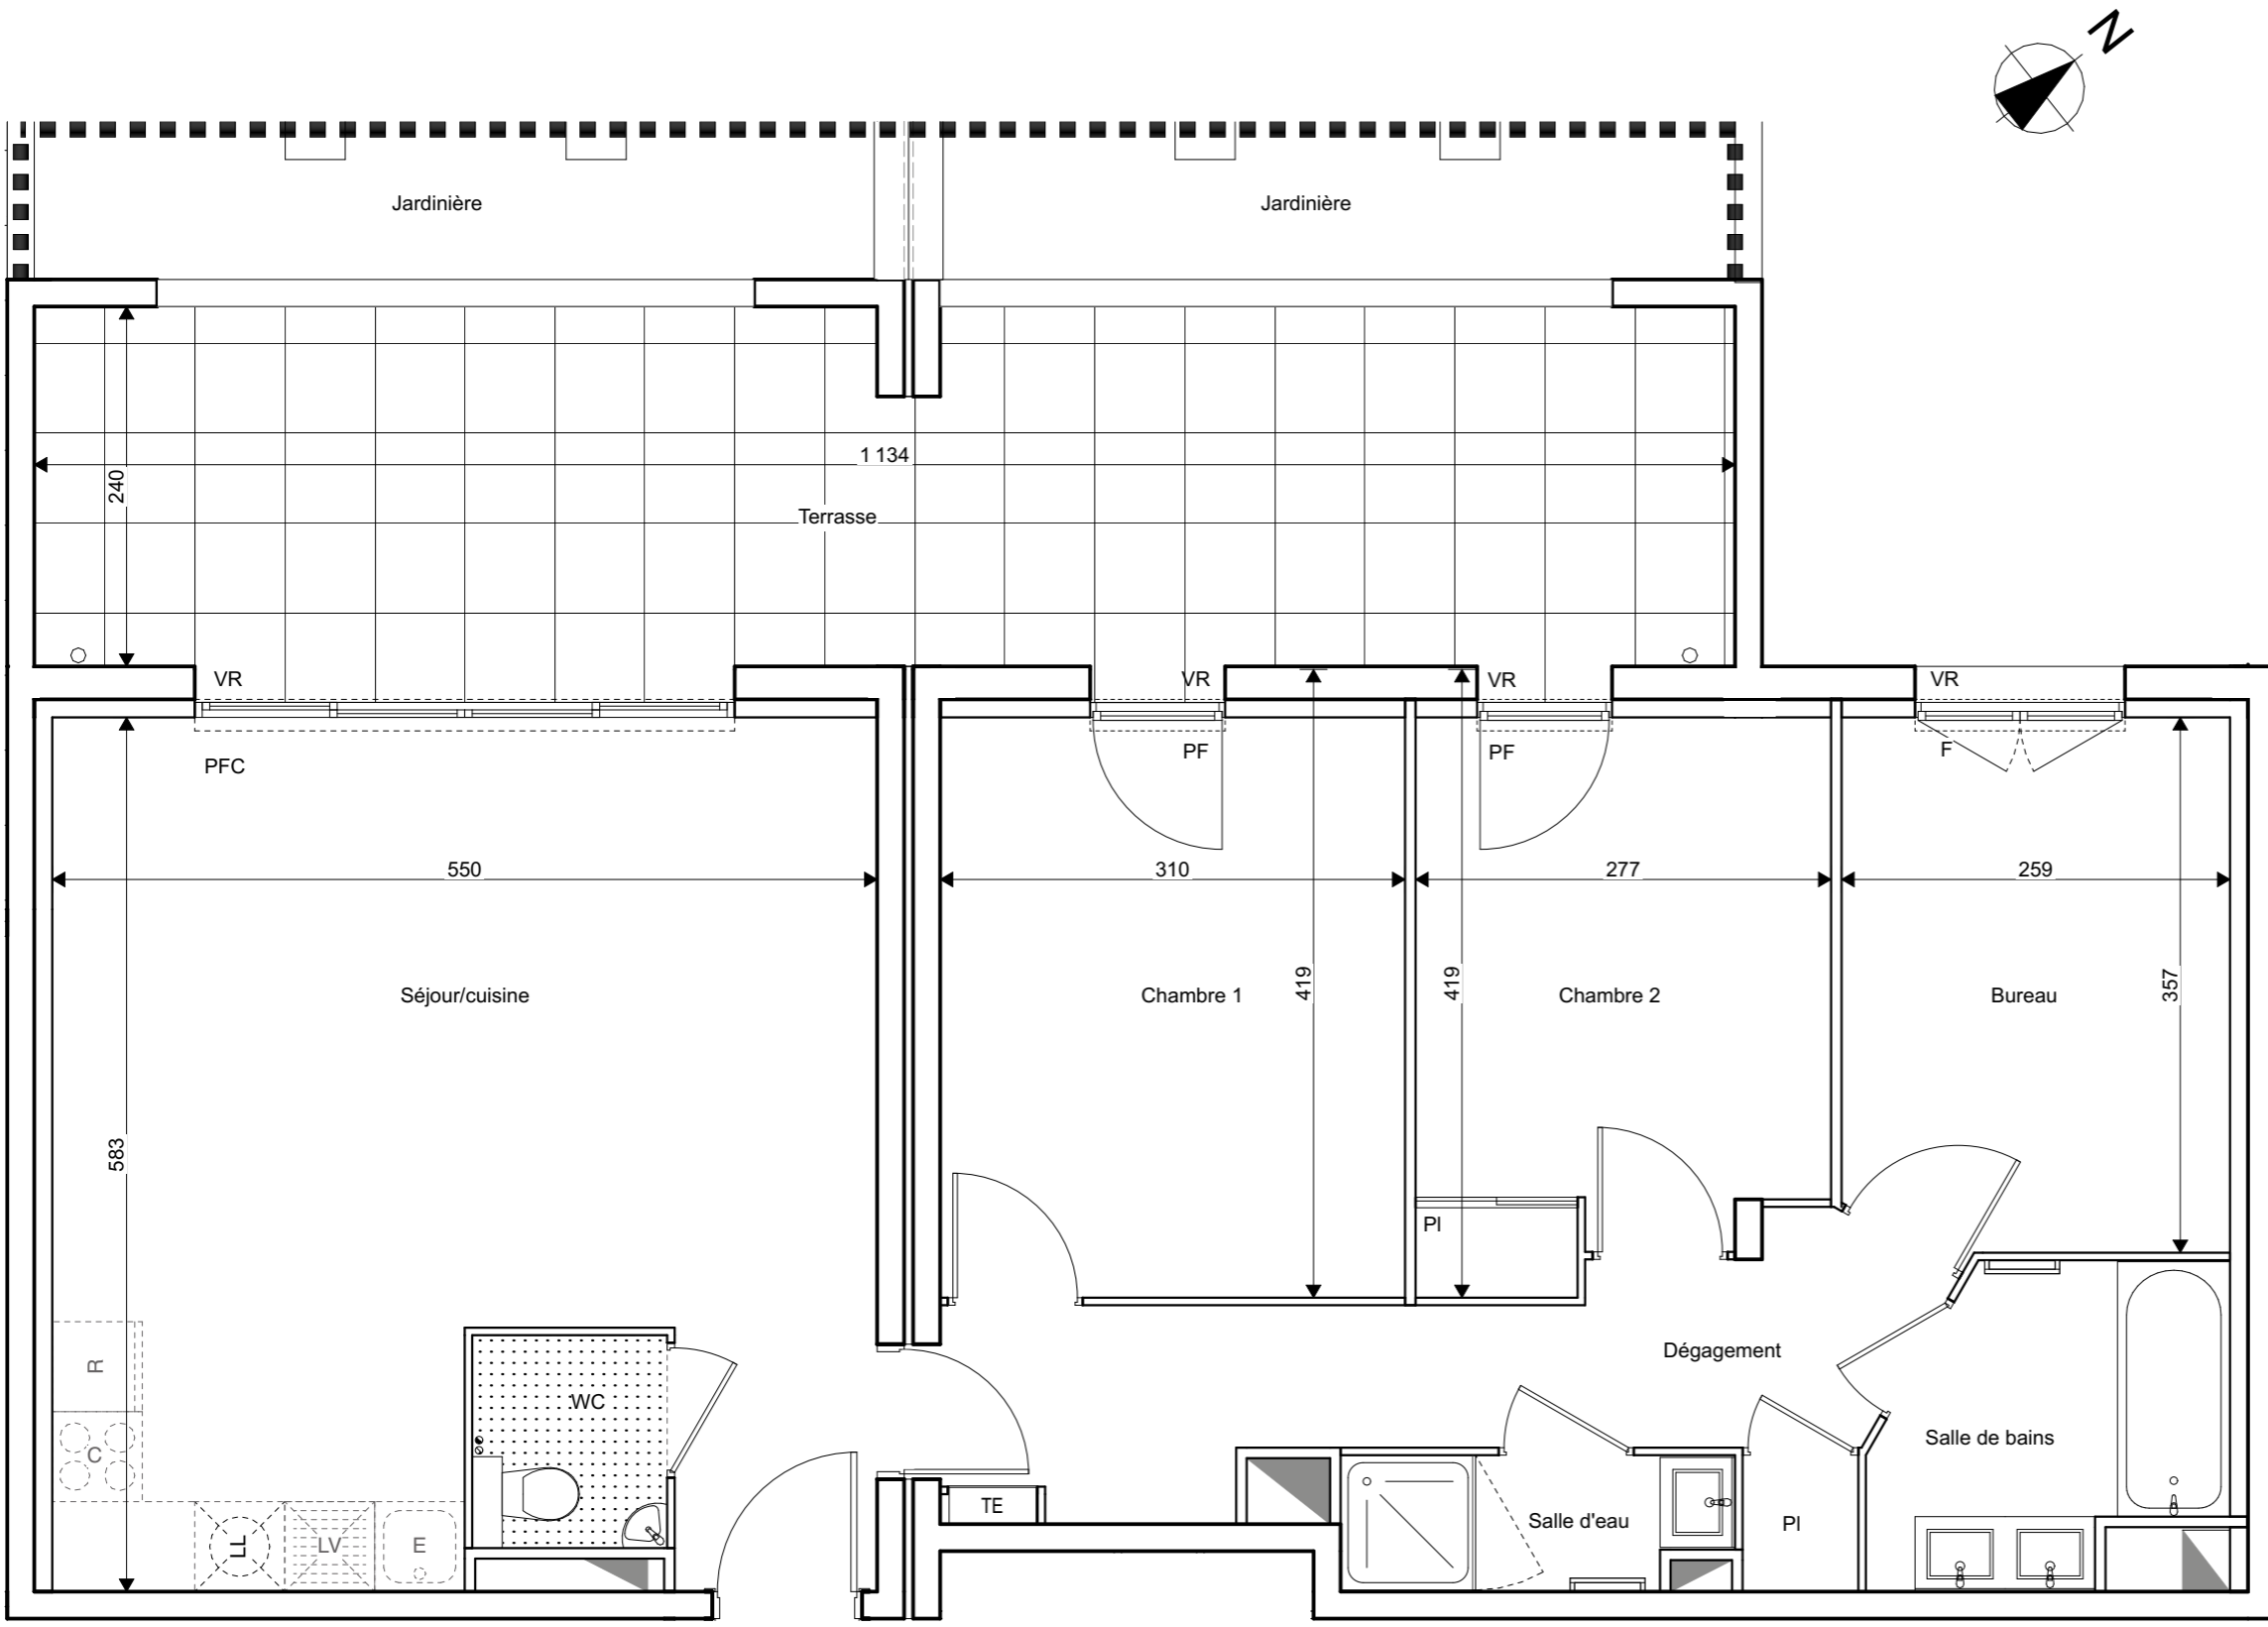 N
Jardinière
Jardinière
1 134
240
Terrasse
VR
VR
VR
VR
PFC
PF
PF
F
550
310
277
259
Séjour/cuisine
Chambre 1
419
419
Chambre 2
Bureau
357
583
PI
R
WC
Dégagement
C
Salle de bains
LL
LV
E
TE
Salle d'eau
PI